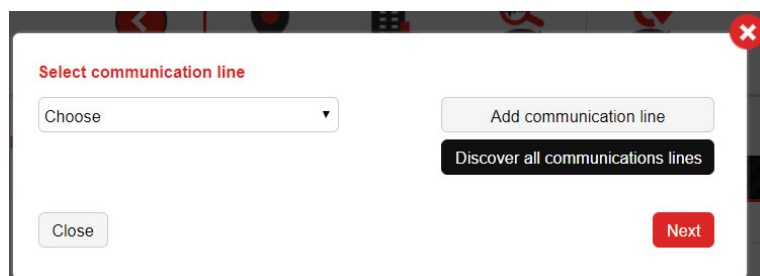 Select communication line
Choose
Add communication line
Discover all communications lines
Close
Next